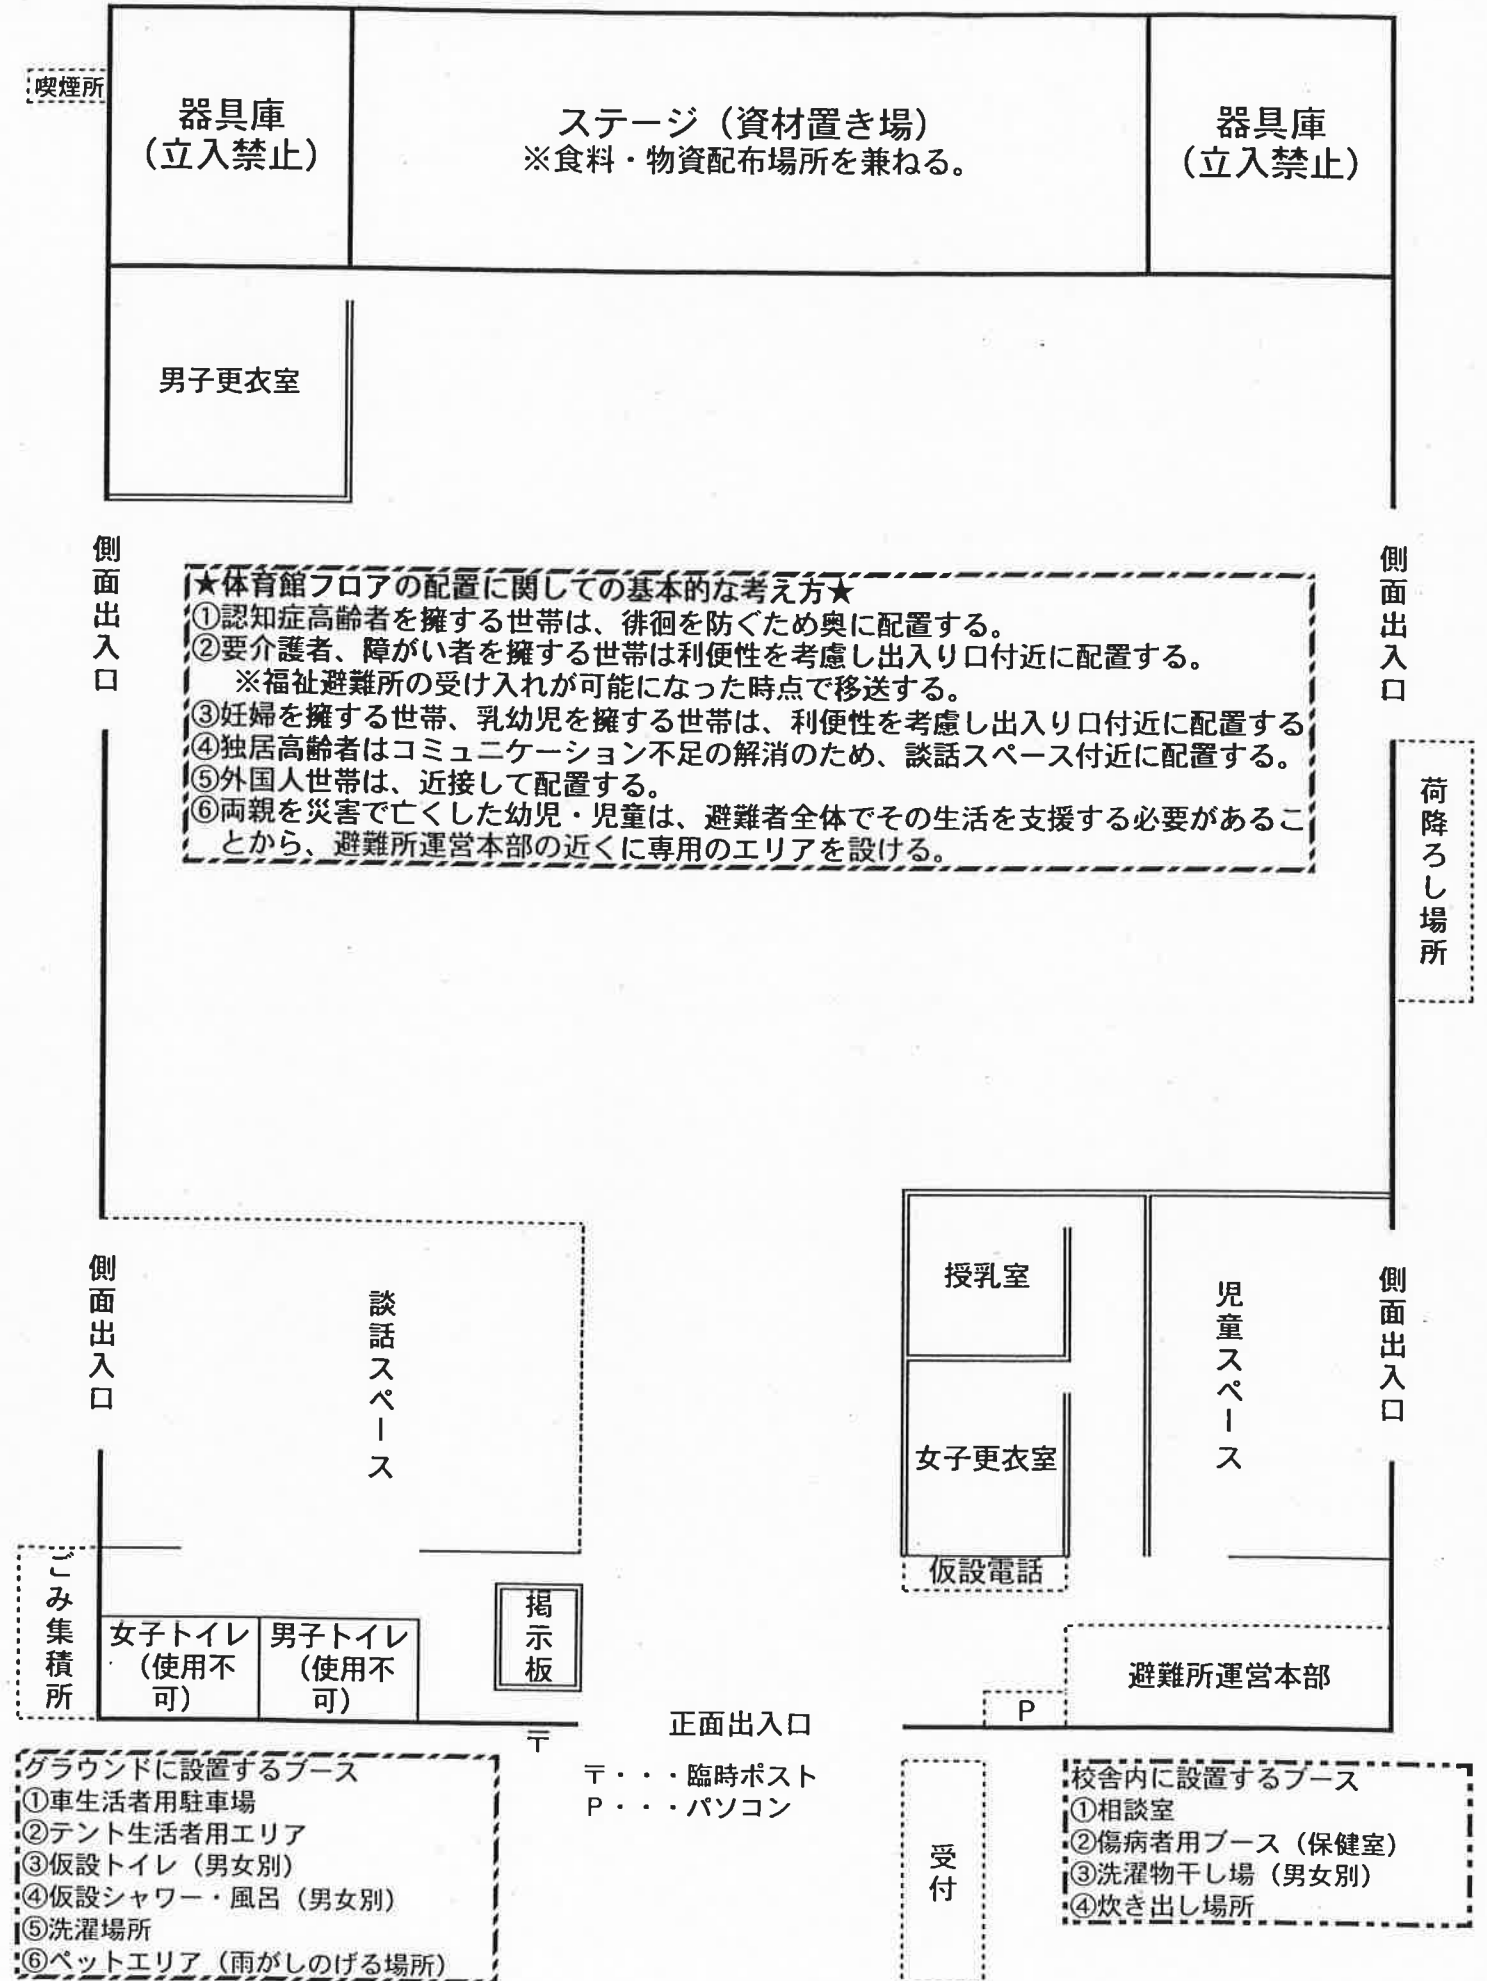 喫煙所
器具庫
（立入禁止）
ステージ（資材置き場）
※食料・物資配布場所を兼ねる。
器具庫
（立入禁止）
男子更衣室
側面出入口
側面出入口
★体育館フロアの配置に関しての基本的な考え方★
①認知症高齢者を擁する世帯は、徘徊を防ぐため奥に配置する。
②要介護者、障がい者を擁する世帯は利便性を考慮し出入り口付近に配置する。
※福祉避難所の受け入れが可能になった時点で移送する。
③妊婦を擁する世帯、乳幼児を擁する世帯は、利便性を考慮し出入り口付近に配置する
④独居高齢者はコミュニケーション不足の解消のため、談話スペース付近に配置する。
⑤外国人世帯は、近接して配置する。
⑥両親を災害で亡くした幼児・児童は、避難者全体でその生活を支援する必要があるこ
とから、避難所運営本部の近くに専用のエリアを設ける。
荷降ろし場所
側面出入口
談話スペース
授乳室
児童スペース
側面出入口
女子更衣室
仮設電話
ごみ集積所
女子トイレ
（使用不
可）
男子トイレ
（使用不
可）
掲示板
避難所運営本部
P
正面出入口
〒
〒・・・臨時ポスト
P・・・パソコン
受付
グラウンドに設置するブース
①車生活者用駐車場
②テント生活者用エリア
③仮設トイレ（男女別）
④仮設シャワー・風呂（男女別）
⑤洗濯場所
⑥ペットエリア（雨がしのげる場所）
校舎内に設置するブース
①相談室
②傷病者用ブース（保健室）
③洗濯物干し場（男女別）
④炊き出し場所